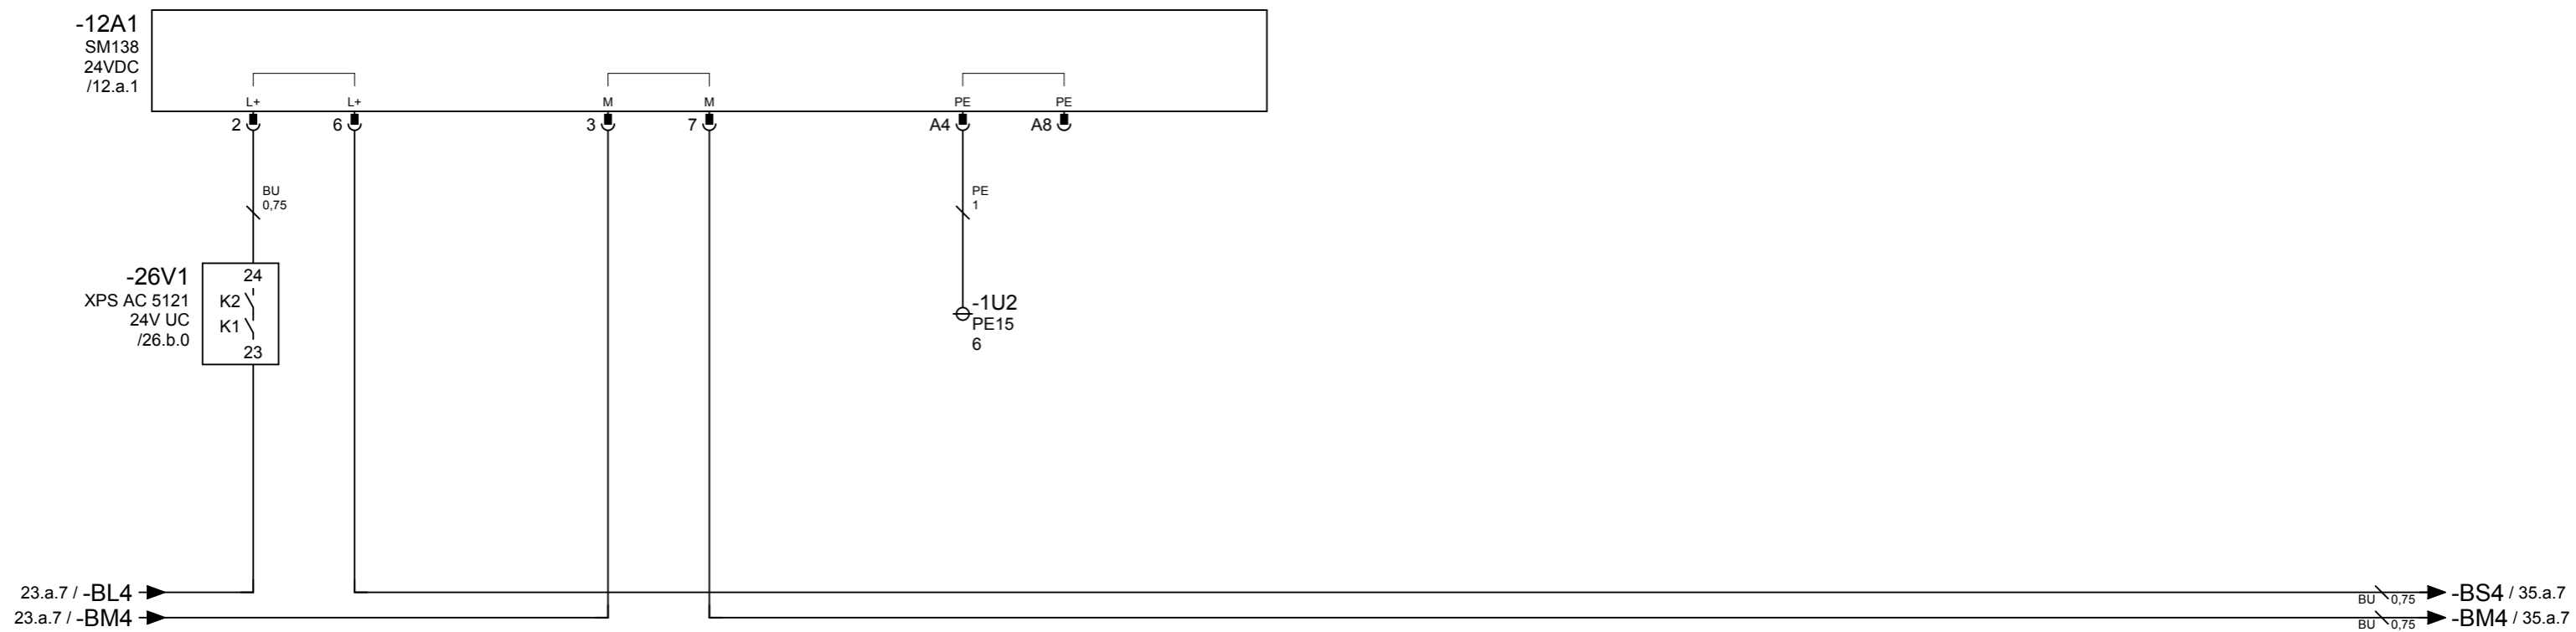 -12A1
SM138
24VDC
/12.a.1
L+ L+ M M PE PE
2 6 3 7 A4 A8
BU
0,75
PE
1
-26V1
XPS AC 5121
24V UC
/26.b.0
24
K2
K1
23
-1U2
PE15
6
23.a.7 / -BL4
BU 0,75
-BS4 / 35.a.7
23.a.7 / -BM4
BU 0,75
-BM4 / 35.a.7